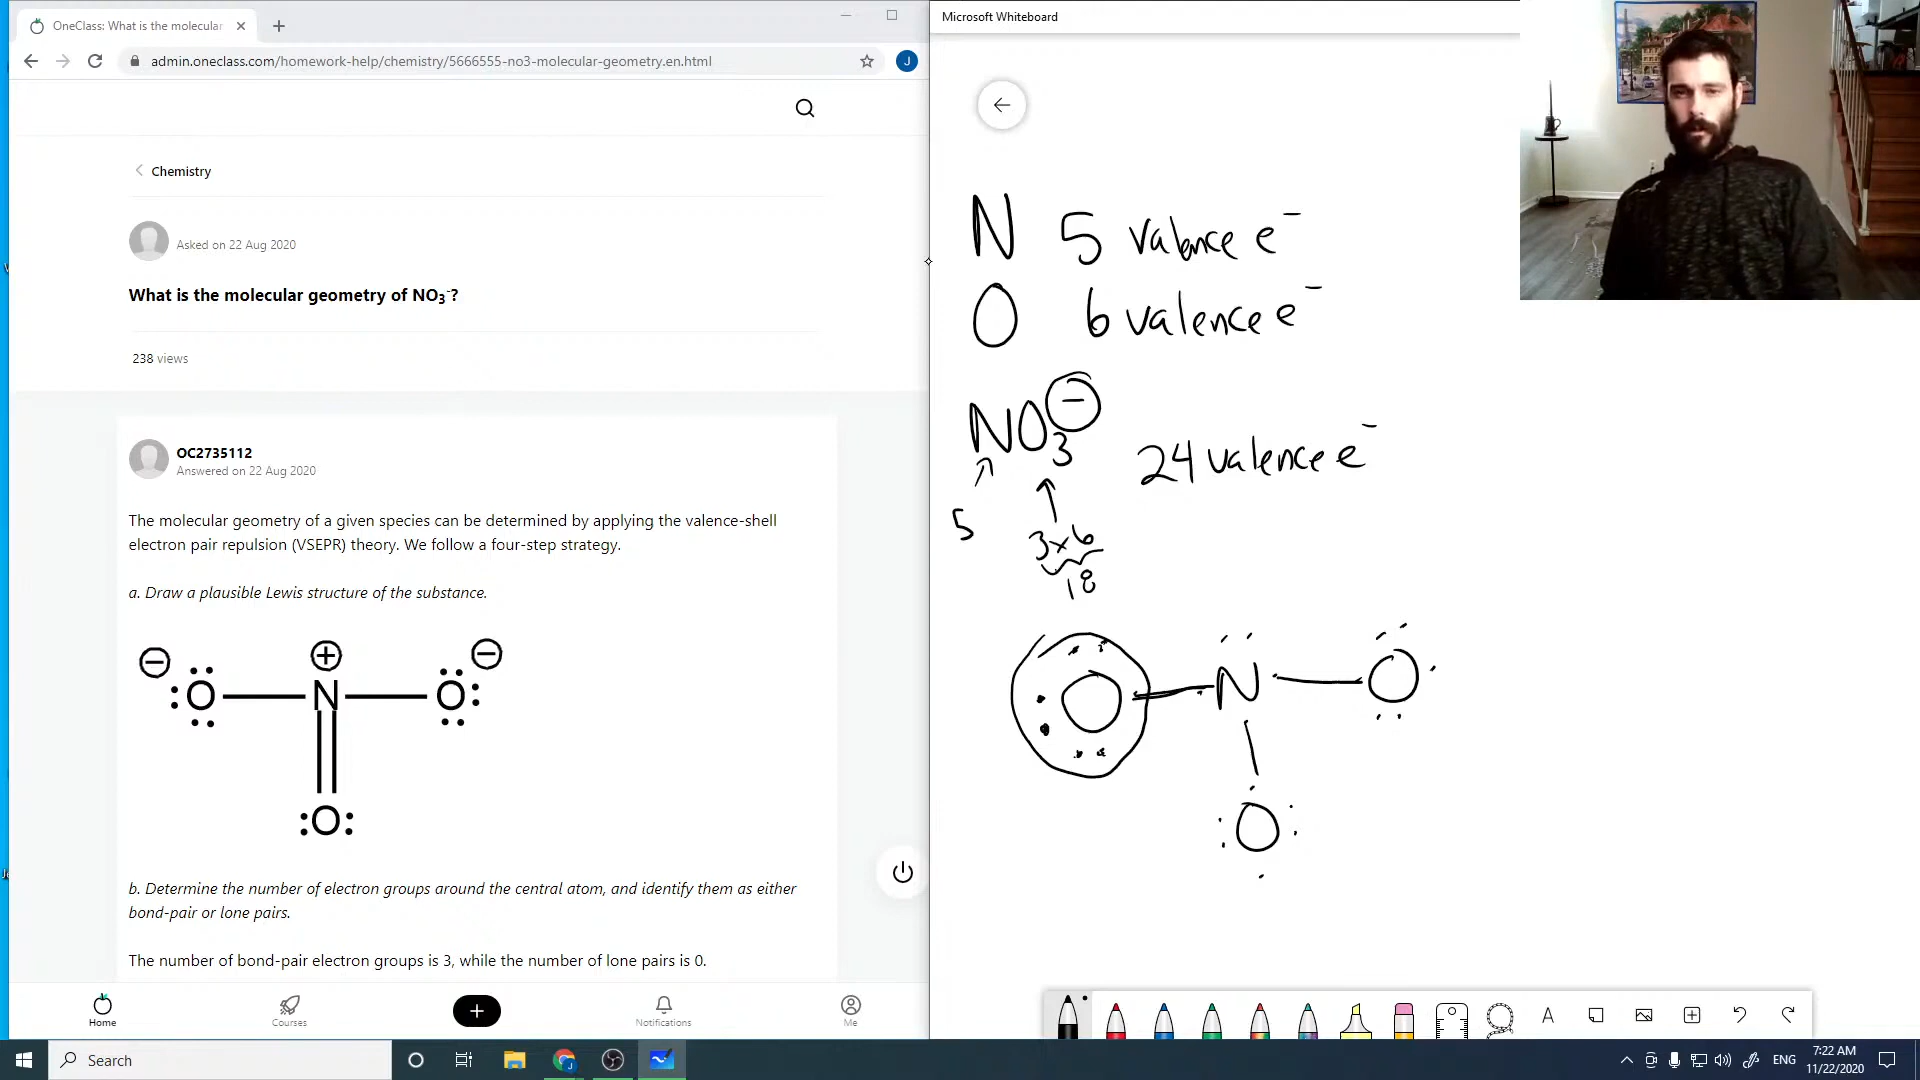 OneClass: What is the molecular
admin.oneclass.com/homework-help/chemistry/5666555-no3-molecular-geometry.en.html
J
Chemistry
Asked on 22 Aug 2020
What is the molecular geometry of NO3-?
238 views
OC2735112
Answered on 22 Aug 2020
The molecular geometry of a given species can be determined by applying the valence-shell
electron pair repulsion (VSEPR) theory. We follow a four-step strategy.
a. Draw a plausible Lewis structure of the substance.
O N O
O
b. Determine the number of electron groups around the central atom, and identify them as either
bond-pair or lone pairs.
The number of bond-pair electron groups is 3, while the number of lone pairs is 0.
Home Courses Notifications Me
Microsoft Whiteboard
N 5 valence e-
O 6 valence e-
NO3- 24 valence e-
5
3x6
18
O N O
O
Search
ENG
7:22 AM
11/22/2020